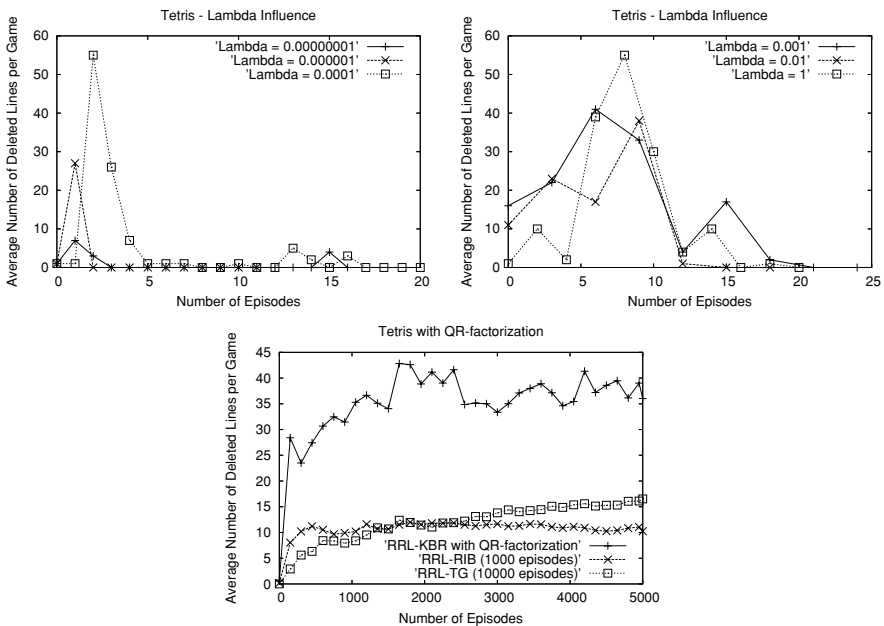 Tetris - Lambda Influence
Average Number of Deleted Lines per Game
60
50
40
30
20
10
0
0 5 10 15 20
Number of Episodes
'Lambda = 0.00000001'
'Lambda = 0.000001'
'Lambda = 0.0001'
Tetris - Lambda Influence
Average Number of Deleted Lines per Game
60
50
40
30
20
10
0
0 5 10 15 20 25
Number of Episodes
'Lambda = 0.001'
'Lambda = 0.01'
'Lambda = 1'
Tetris with QR-factorization
Average Number of Deleted Lines per Game
45
40
35
30
25
20
15
10
5
0
0 1000 2000 3000 4000 5000
Number of Episodes
'RRL-KBR with QR-factorization'
'RRL-RIB (1000 episodes)'
'RRL-TG (10000 episodes)'